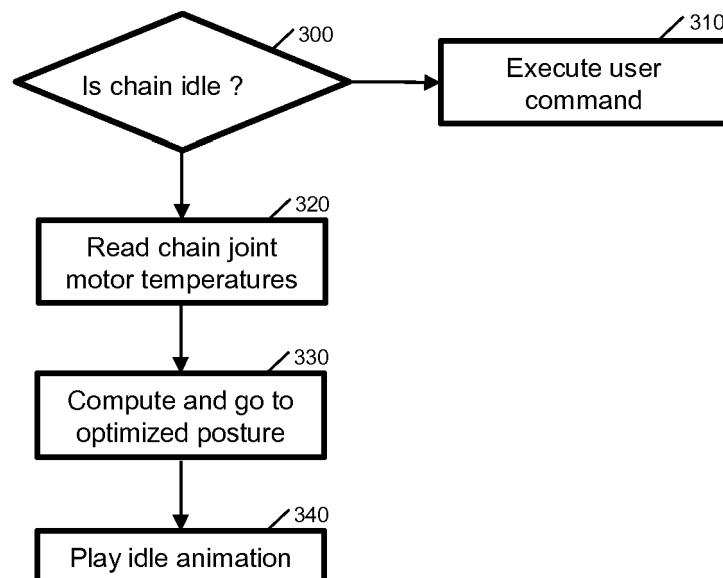 300
Is chain idle ?
310
Execute user
command
320
Read chain joint
motor temperatures
330
Compute and go to
optimized posture
340
Play idle animation